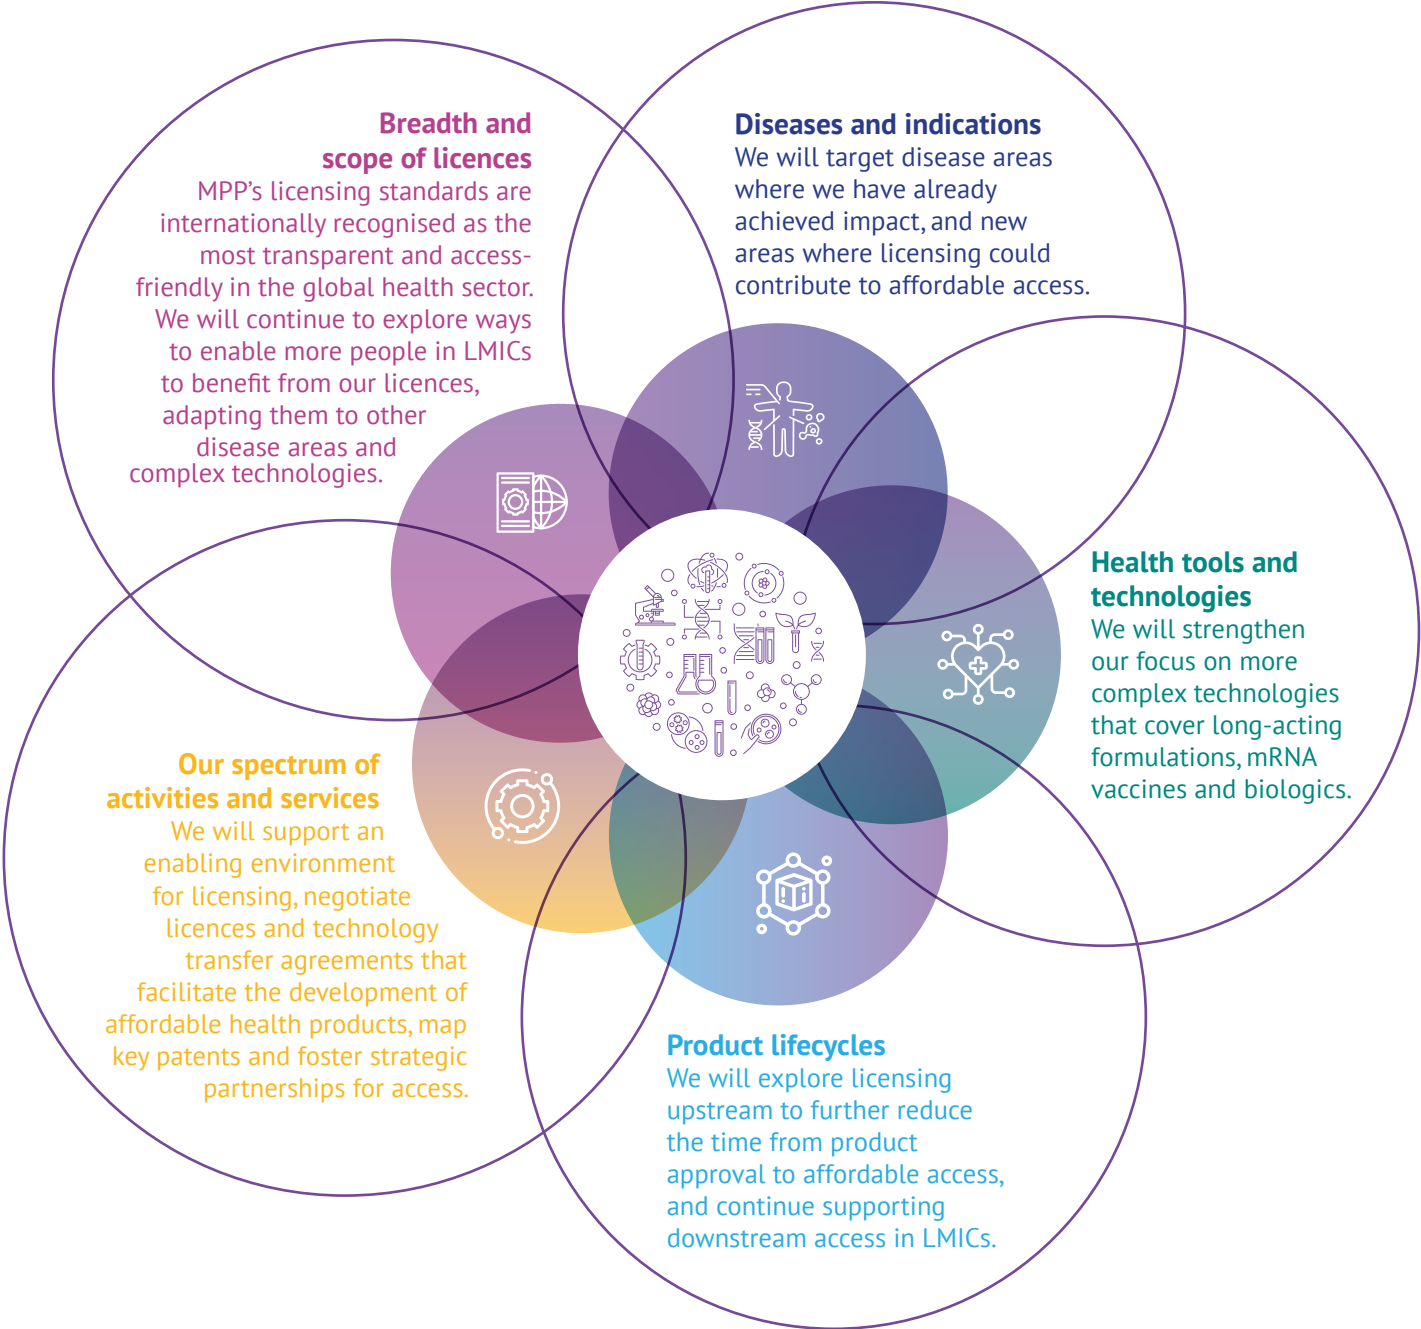 Breadth and
scope of licences
MPP’s licensing standards are
internationally recognised as the
most transparent and access-
friendly in the global health sector.
We will continue to explore ways
to enable more people in LMICs
to benefit from our licences,
adapting them to other
disease areas and
complex technologies.
Diseases and indications
We will target disease areas
where we have already
achieved impact, and new
areas where licensing could
contribute to affordable access.
Health tools and
technologies
We will strengthen
our focus on more
complex technologies
that cover long-acting
formulations, mRNA
vaccines and biologics.
Our spectrum of
activities and services
We will support an
enabling environment
for licensing, negotiate
licences and technology
transfer agreements that
facilitate the development of
affordable health products, map
key patents and foster strategic
partnerships for access.
Product lifecycles
We will explore licensing
upstream to further reduce
the time from product
approval to affordable access,
and continue supporting
downstream access in LMICs.